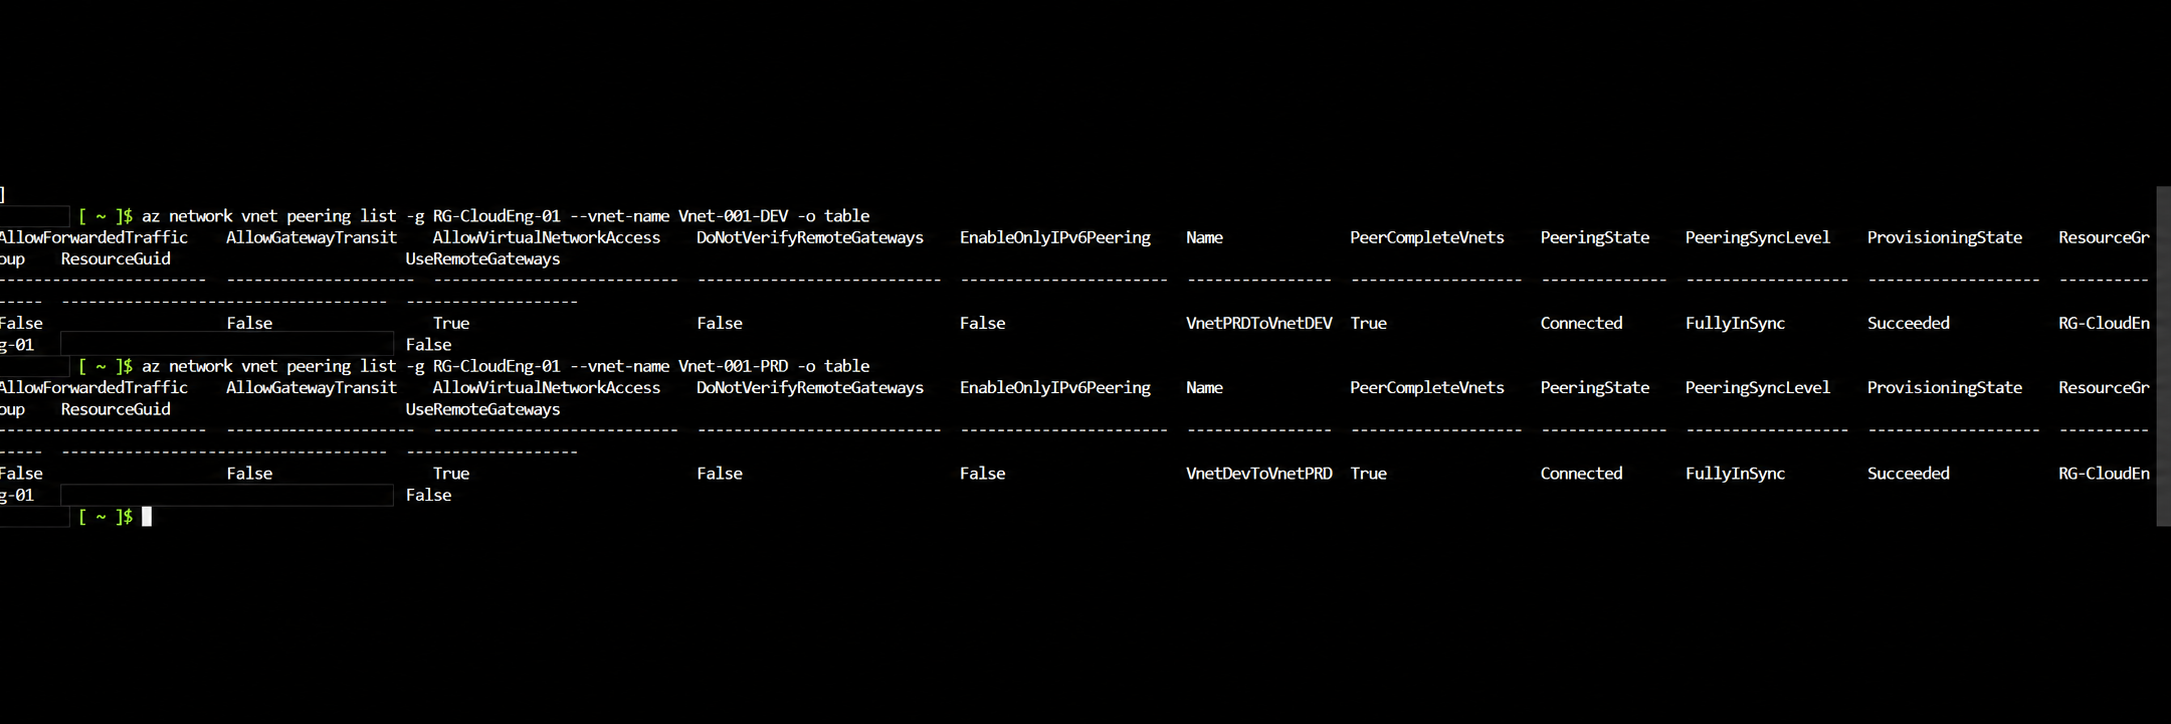 ]
[ ~ ]$ az network vnet peering list -g RG-CloudEng-01 --vnet-name Vnet-001-DEV -o table
AllowForwardedTraffic    AllowGatewayTransit    AllowVirtualNetworkAccess    DoNotVerifyRemoteGateways    EnableOnlyIPv6Peering    Name              PeerCompleteVnets    PeeringState    PeeringSyncLevel    ProvisioningState    ResourceGr
oup    ResourceGuid                          UseRemoteGateways
-----------------------  ---------------------  ---------------------------  ---------------------------  -----------------------  ----------------  -------------------  --------------  ------------------  -------------------  ----------
-----  ------------------------------------  -------------------
False                    False                  True                         False                        False                    VnetPRDToVnetDEV  True                 Connected       FullyInSync         Succeeded            RG-CloudEn
g-01                                         False
[ ~ ]$ az network vnet peering list -g RG-CloudEng-01 --vnet-name Vnet-001-PRD -o table
AllowForwardedTraffic    AllowGatewayTransit    AllowVirtualNetworkAccess    DoNotVerifyRemoteGateways    EnableOnlyIPv6Peering    Name              PeerCompleteVnets    PeeringState    PeeringSyncLevel    ProvisioningState    ResourceGr
oup    ResourceGuid                          UseRemoteGateways
-----------------------  ---------------------  ---------------------------  ---------------------------  -----------------------  ----------------  -------------------  --------------  ------------------  -------------------  ----------
-----  ------------------------------------  -------------------
False                    False                  True                         False                        False                    VnetDevToVnetPRD  True                 Connected       FullyInSync         Succeeded            RG-CloudEn
g-01                                         False
[ ~ ]$